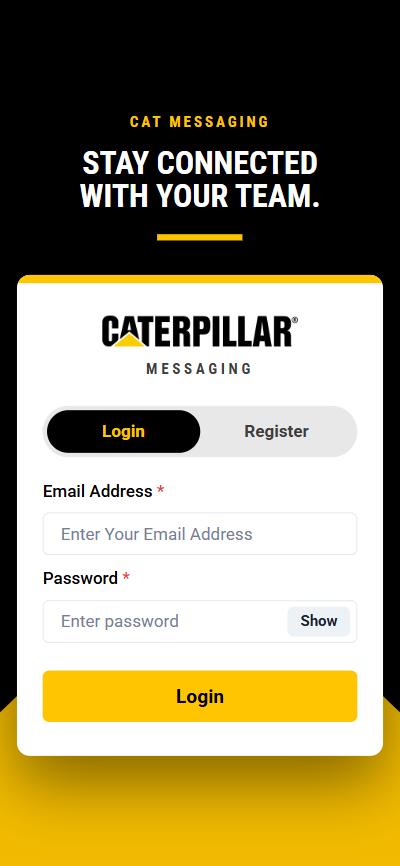 CAT MESSAGING
STAY CONNECTED
WITH YOUR TEAM.
CATERPILLAR®
MESSAGING
Login
Register
Email Address *
Enter Your Email Address
Password *
Enter password
Show
Login